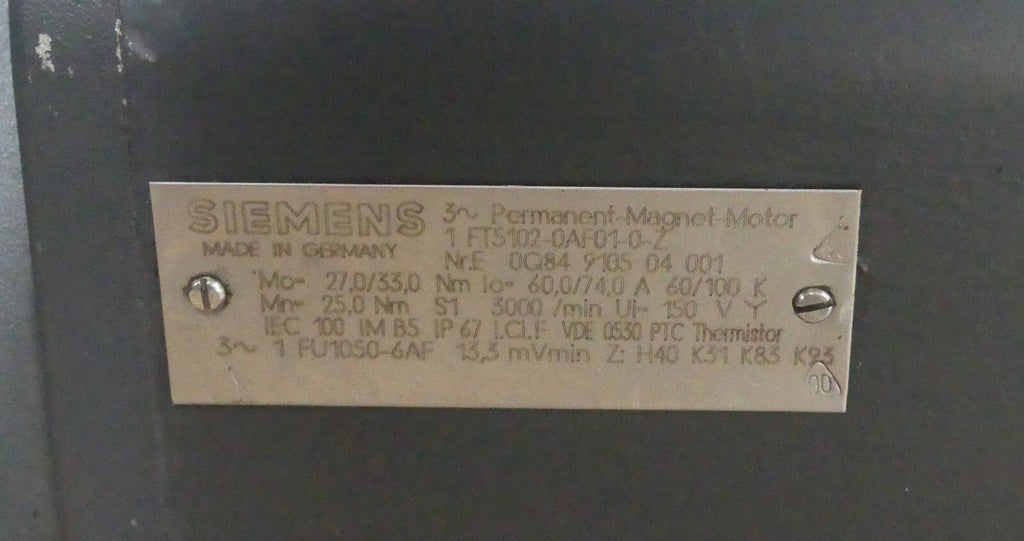 SIEMENS 3~ Permanent-Magnet-Motor
MADE IN GERMANY 1 FT5102-0AF01-0-Z
Nr.E 0Q84 9105 04 001
Mo= 27,0/33,0 Nm Io= 60,0/74,0 A 60/100 K
Mn= 25,0 Nm S1 3000 /min Ui= 150 V Y
IEC 100 IM B5 IP 67 I.Cl.F VDE 0530 PTC Thermistor
3~ 1 FU1050-6AF 13,3 mVmin Z: H40 K31 K83 K93
90